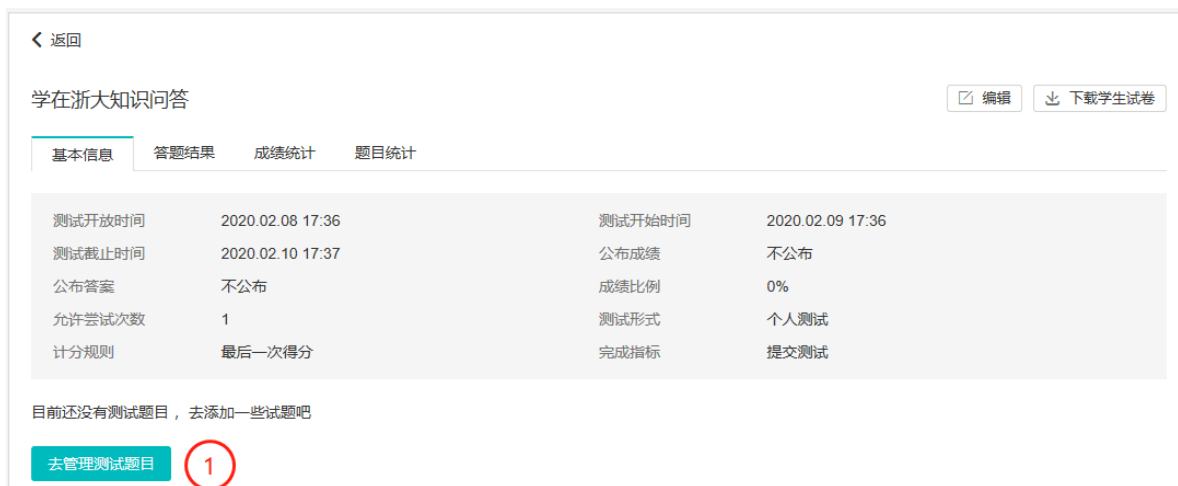 返回
学在浙大知识问答 编辑 下载学生试卷
基本信息 答题结果 成绩统计 题目统计
测试开放时间 2020.02.08 17:36 测试开始时间 2020.02.09 17:36
测试截止时间 2020.02.10 17:37 公布成绩 不公布
公布答案 不公布 成绩比例 0%
允许尝试次数 1 测试形式 个人测试
计分规则 最后一次得分 完成指标 提交测试
目前还没有测试题目，去添加一些试题吧
去管理测试题目 1